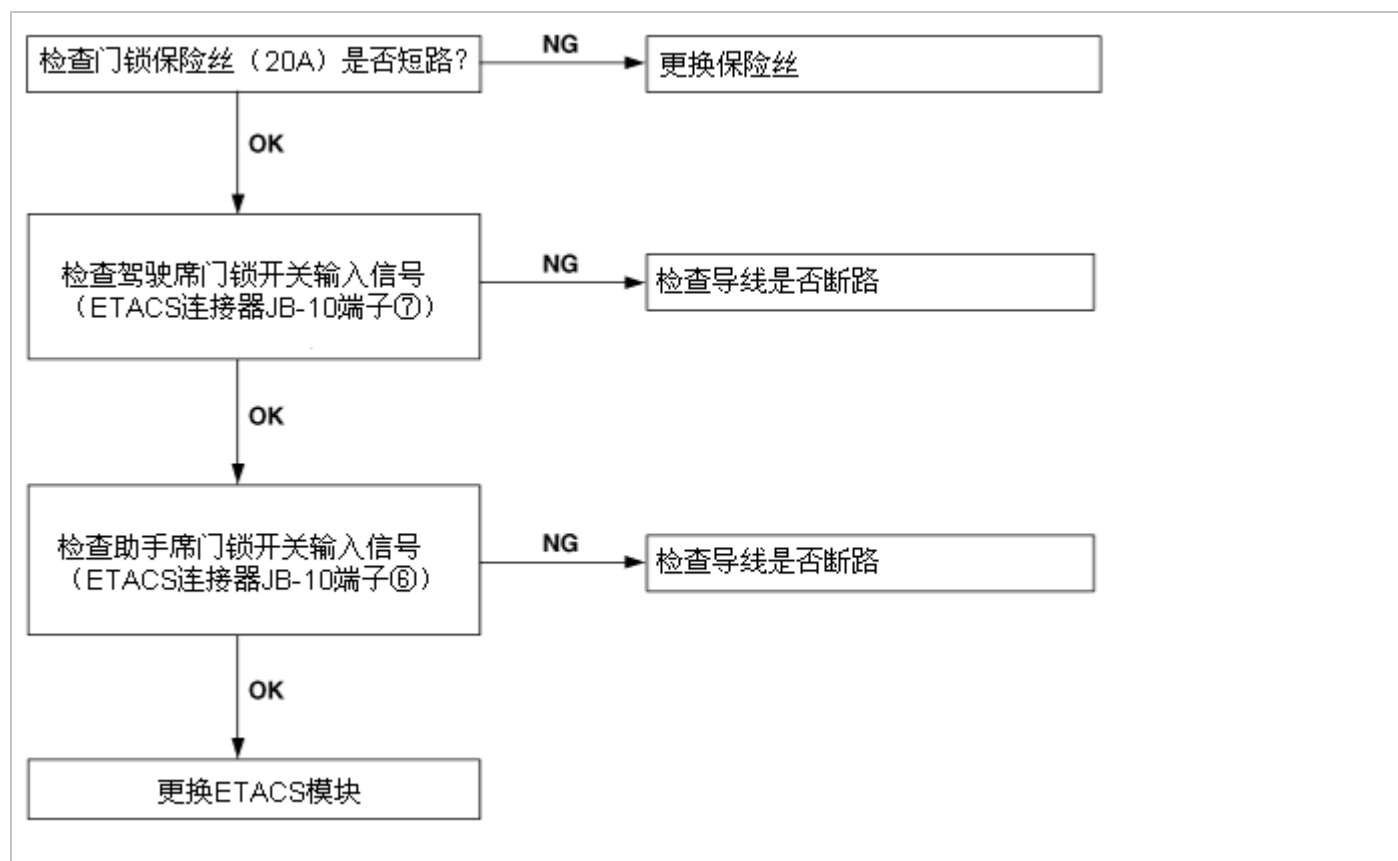 检查门锁保险丝（20A）是否短路?
NG
更换保险丝
OK
检查驾驶席门锁开关输入信号
（ETACS连接器JB-10端子⑦）
NG
检查导线是否断路
OK
检查助手席门锁开关输入信号
（ETACS连接器JB-10端子⑥）
NG
检查导线是否断路
OK
更换ETACS模块